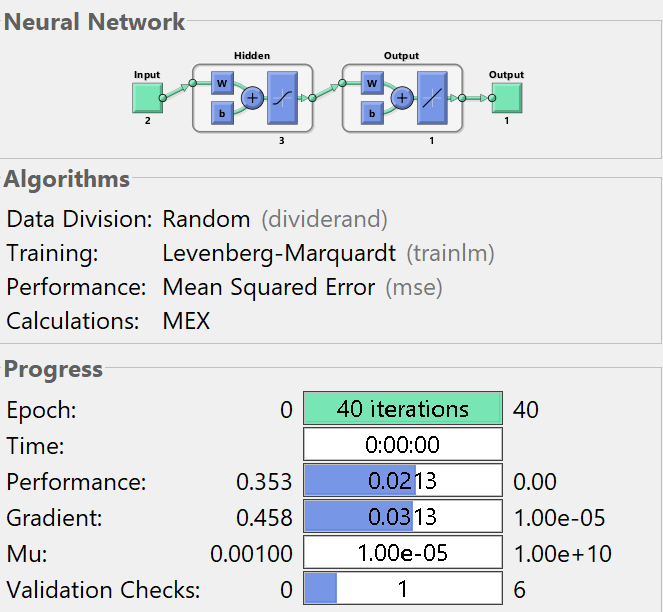 Neural Network
Hidden Output
Input Output
W W
b b
+ +
2 1
3 1
Algorithms
Data Division: Random (dividerand)
Training: Levenberg-Marquardt (trainlm)
Performance: Mean Squared Error (mse)
Calculations: MEX
Progress
Epoch: 0 40 iterations 40
Time: 0:00:00
Performance: 0.353 0.0213 0.00
Gradient: 0.458 0.0313 1.00e-05
Mu: 0.00100 1.00e-05 1.00e+10
Validation Checks: 0 1 6